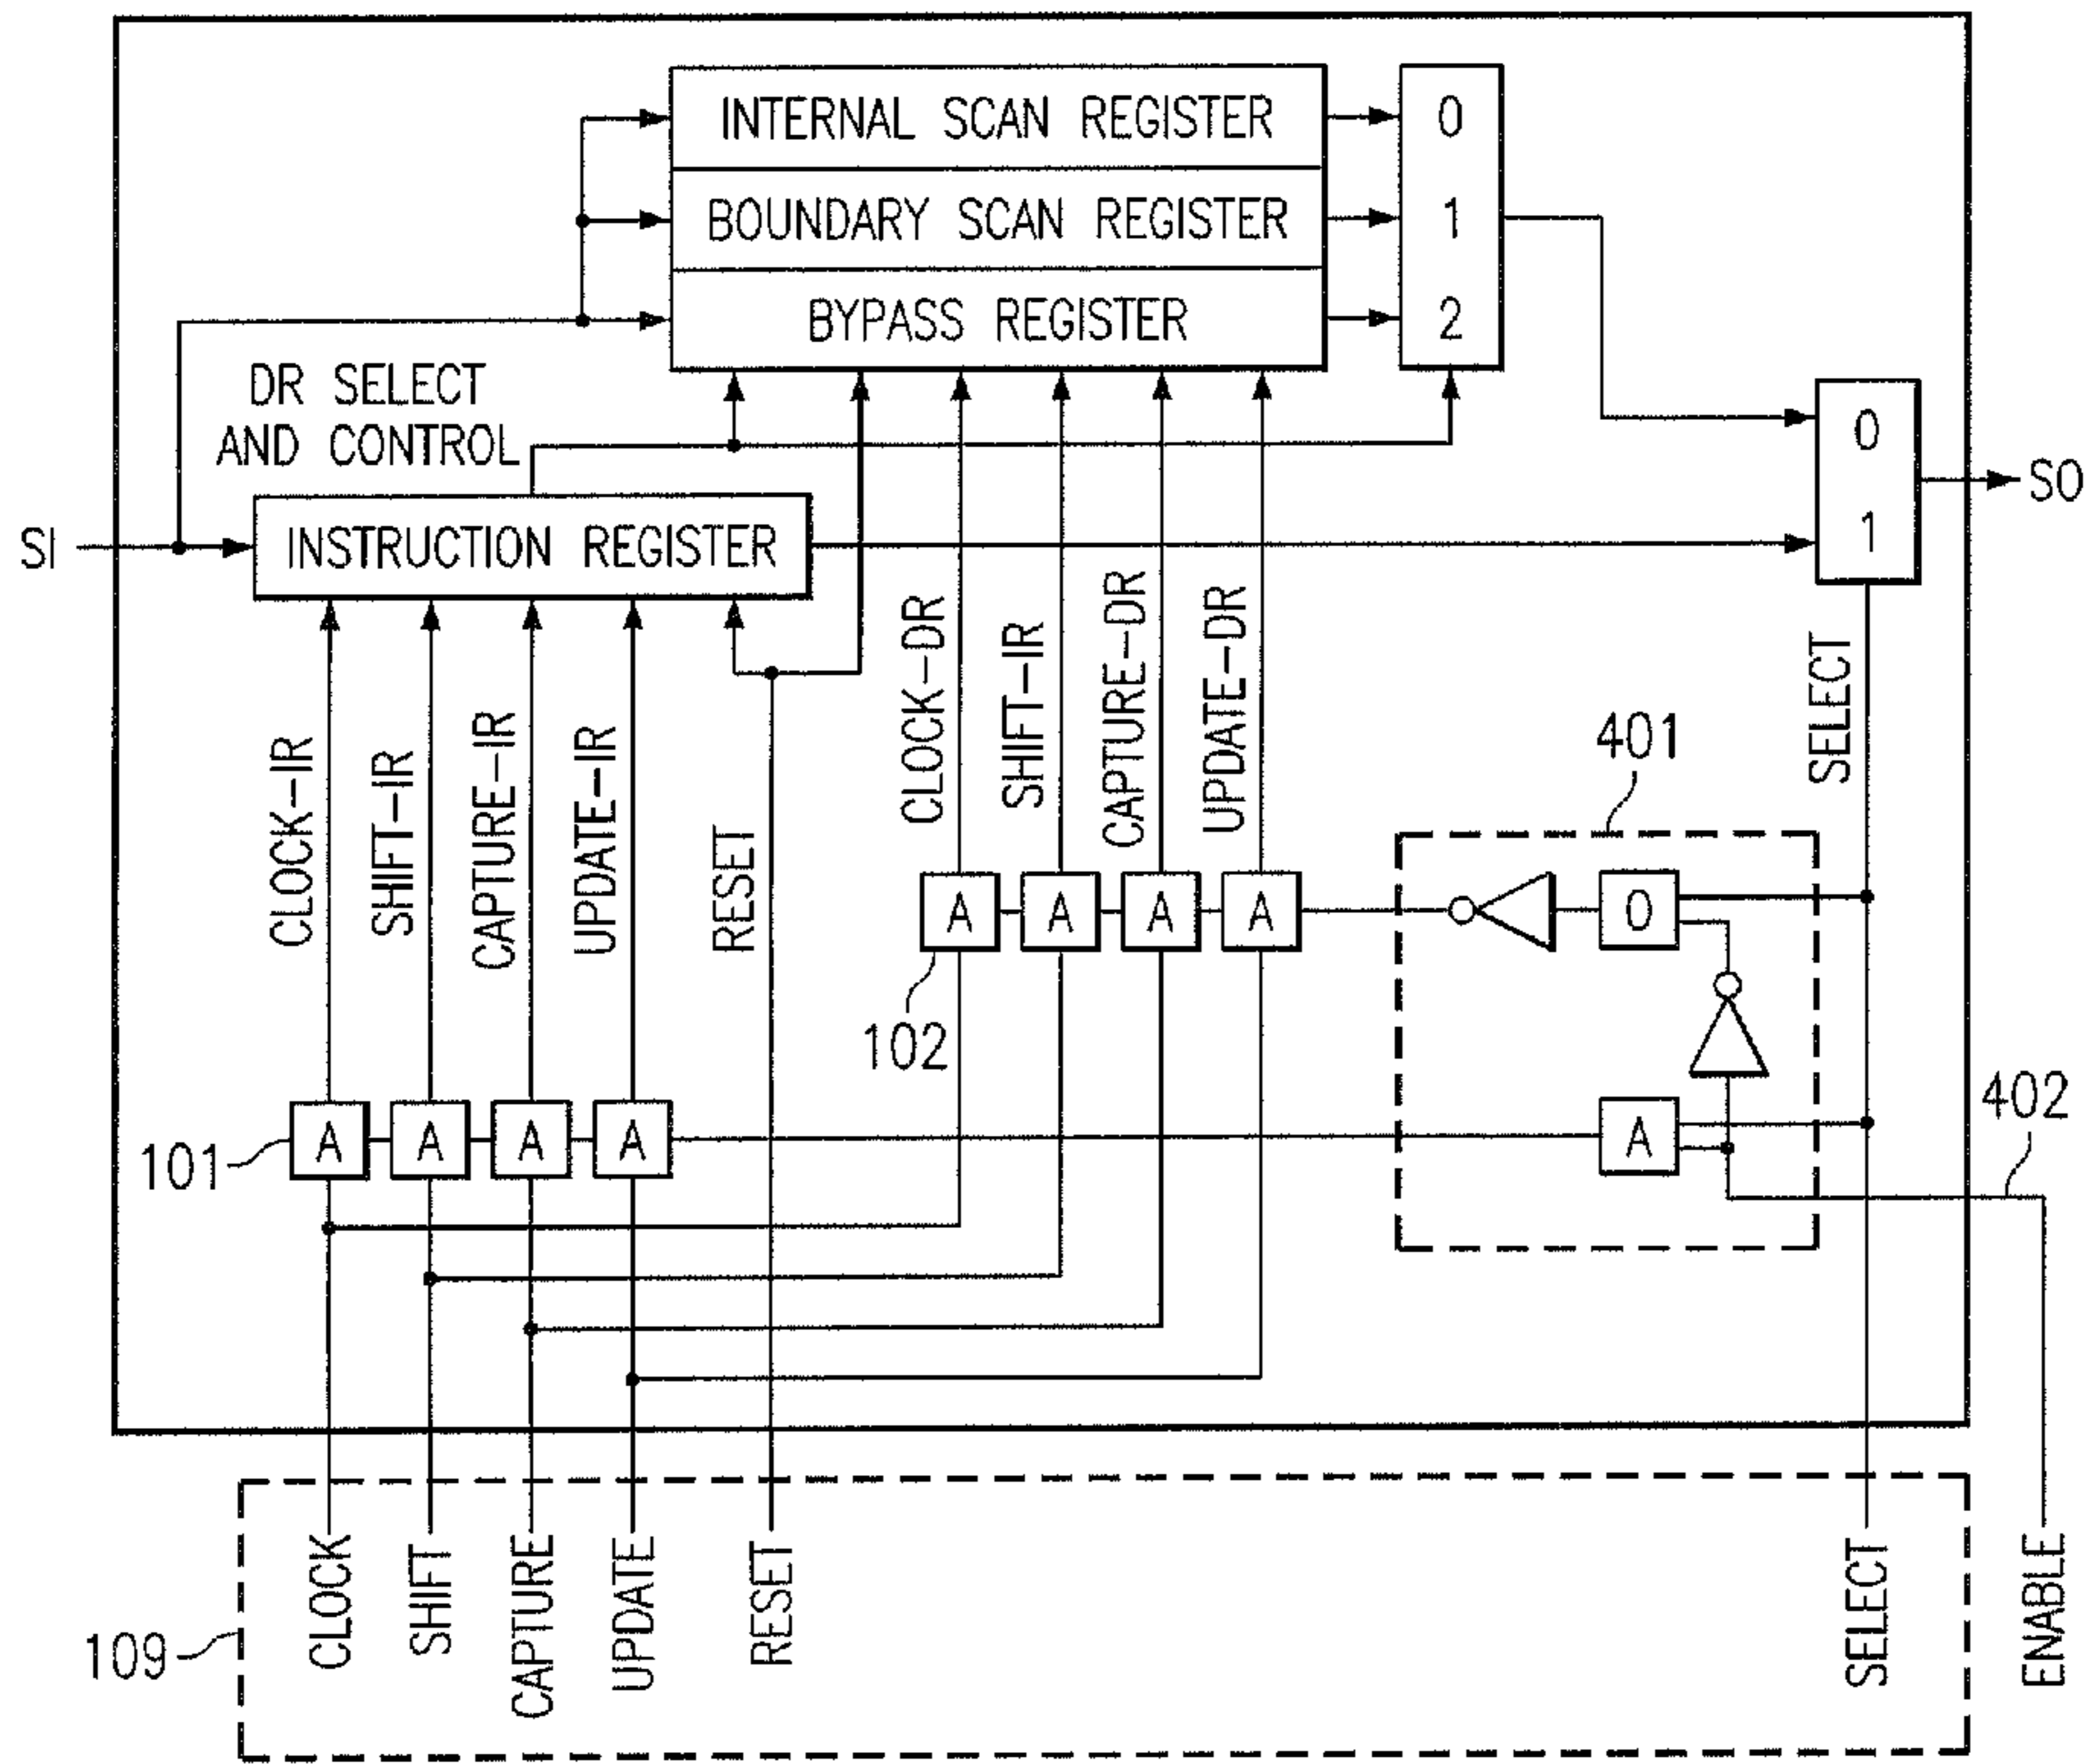 INTERNAL SCAN REGISTER
0
BOUNDARY SCAN REGISTER
1
BYPASS REGISTER
2
DR SELECT
AND CONTROL
0
SO
1
SI
INSTRUCTION REGISTER
CLOCK-IR
SHIFT-IR
CAPTURE-IR
UPDATE-IR
RESET
CLOCK-DR
SHIFT-IR
CAPTURE-DR
UPDATE-DR
SELECT
401
A
A
A
A
O
102
402
101
A
A
A
A
A
109
CLOCK
SHIFT
CAPTURE
UPDATE
RESET
SELECT
ENABLE